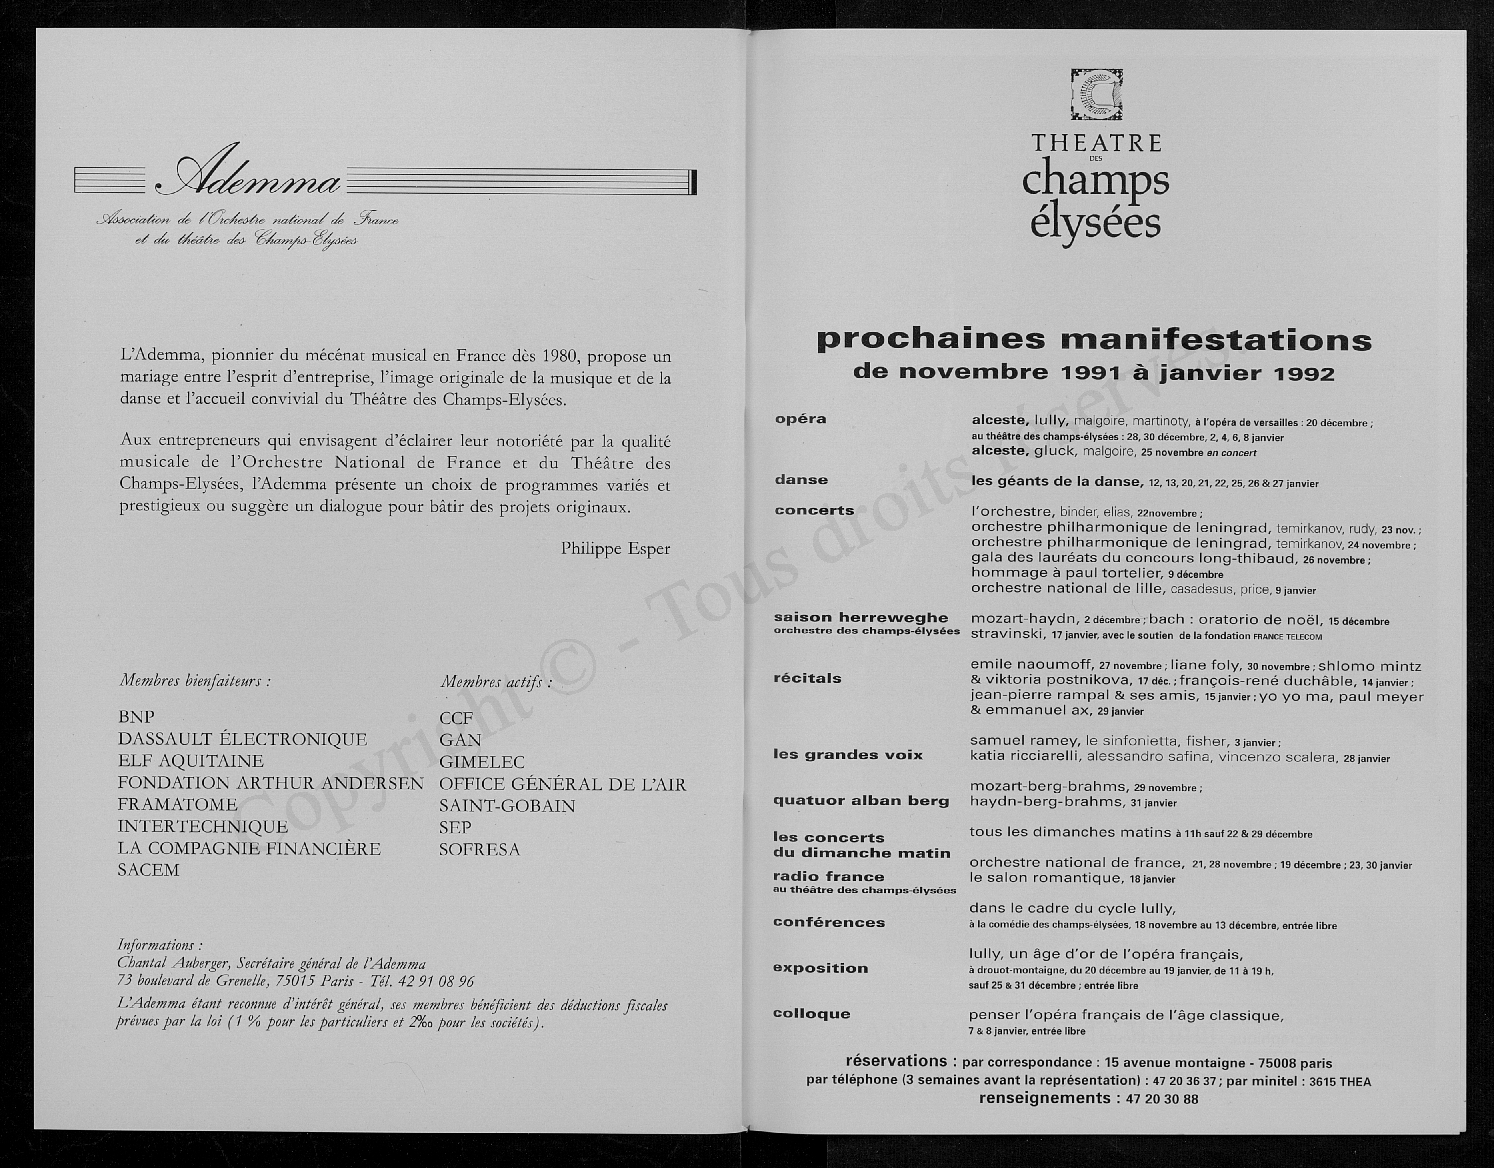 Ademma
Association de l'Orchestre national de France
et du théâtre des Champs-Elysées
L'Ademma, pionnier du mécénat musical en France dès 1980, propose un
mariage entre l'esprit d'entreprise, l'image originale de la musique et de la
danse et l'accueil convivial du Théâtre des Champs-Elysées.
Aux entrepreneurs qui envisagent d'éclairer leur notoriété par la qualité
musicale de l'Orchestre National de France et du Théâtre des
Champs-Elysées, l'Ademma présente un choix de programmes variés et
prestigieux ou suggère un dialogue pour bâtir des projets originaux.
Philippe Esper
Membres bienfaiteurs :
BNP
DASSAULT ÉLECTRONIQUE
ELF AQUITAINE
FONDATION ARTHUR ANDERSEN
FRAMATOME
INTERTECHNIQUE
LA COMPAGNIE FINANCIÈRE
SACEM
Membres actifs :
CCF
GAN
GIMELEC
OFFICE GÉNÉRAL DE L'AIR
SAINT-GOBAIN
SEP
SOFRESA
Informations :
Chantal Auberger, Secrétaire général de l'Ademma
73 boulevard de Grenelle, 75015 Paris - Tél. 42 91 08 96
L'Ademma étant reconnue d'intérêt général, ses membres bénéficient des déductions fiscales
prévues par la loi (1 % pour les particuliers et 2‰ pour les sociétés).
THEATRE
DES
champs
élysées
prochaines manifestations
de novembre 1991 à janvier 1992
opéra alceste, lully, malgoire, martinoty, à l'opéra de versailles : 20 décembre ;
au théâtre des champs-élysées : 28, 30 décembre, 2, 4, 6, 8 janvier
alceste, gluck, malgoire, 25 novembre en concert
danse les géants de la danse, 12, 13, 20, 21, 22, 25, 26 & 27 janvier
concerts l'orchestre, binder, elias, 22novembre ;
orchestre philharmonique de leningrad, temirkanov, rudy, 23 nov. ;
orchestre philharmonique de leningrad, temirkanov, 24 novembre ;
gala des lauréats du concours long-thibaud, 26 novembre ;
hommage à paul tortelier, 9 décembre
orchestre national de lille, casadesus, price, 9 janvier
saison herreweghe mozart-haydn, 2 décembre ; bach : oratorio de noël, 15 décembre
orchestre des champs-élysées stravinski, 17 janvier, avec le soutien de la fondation FRANCE TELECOM
emile naoumoff, 27 novembre ; liane foly, 30 novembre ; shlomo mintz
récitals & viktoria postnikova, 17 déc. ; françois-rené duchâble, 14 janvier ;
jean-pierre rampal & ses amis, 15 janvier ; yo yo ma, paul meyer
& emmanuel ax, 29 janvier
samuel ramey, le sinfonietta, fisher, 3 janvier ;
les grandes voix katia ricciarelli, alessandro safina, vincenzo scalera, 28 janvier
mozart-berg-brahms, 29 novembre ;
quatuor alban berg haydn-berg-brahms, 31 janvier
les concerts tous les dimanches matins à 11h sauf 22 & 29 décembre
du dimanche matin
orchestre national de france, 21, 28 novembre ; 19 décembre ; 23, 30 janvier
radio france le salon romantique, 18 janvier
au théâtre des champs-élysées
dans le cadre du cycle lully,
conférences à la comédie des champs-élysées, 18 novembre au 13 décembre, entrée libre
lully, un âge d'or de l'opéra français,
exposition à drouot-montaigne, du 20 décembre au 19 janvier, de 11 à 19 h,
sauf 25 & 31 décembre ; entrée libre
colloque penser l'opéra français de l'âge classique,
7 & 8 janvier, entrée libre
réservations : par correspondance : 15 avenue montaigne - 75008 paris
par téléphone (3 semaines avant la représentation) : 47 20 36 37 ; par minitel : 3615 THEA
renseignements : 47 20 30 88
Copyright © - Tous droits réservés.